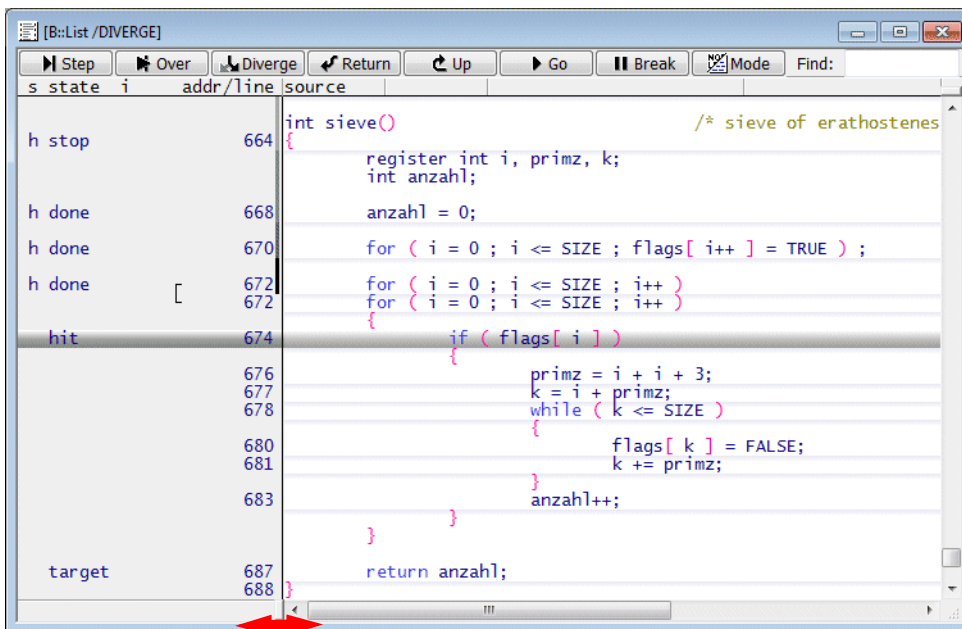 [B::List /DIVERGE]
Step Over Diverge Return Up Go Break Mode Find:
s state i addr/line source
int sieve() /* sieve of erathostenes
h stop 664 {
register int i, primz, k;
int anzahl;
h done 668 anzahl = 0;
h done 670 for ( i = 0 ; i <= SIZE ; flags[ i++ ] = TRUE ) ;
h done 672 for ( i = 0 ; i <= SIZE ; i++ )
672 for ( i = 0 ; i <= SIZE ; i++ )
{
hit 674 if ( flags[ i ] )
{
676 primz = i + i + 3;
677 k = i + primz;
678 while ( k <= SIZE )
{
680 flags[ k ] = FALSE;
681 k += primz;
}
683 anzahl++;
}
}
target 687 return anzahl;
688 }